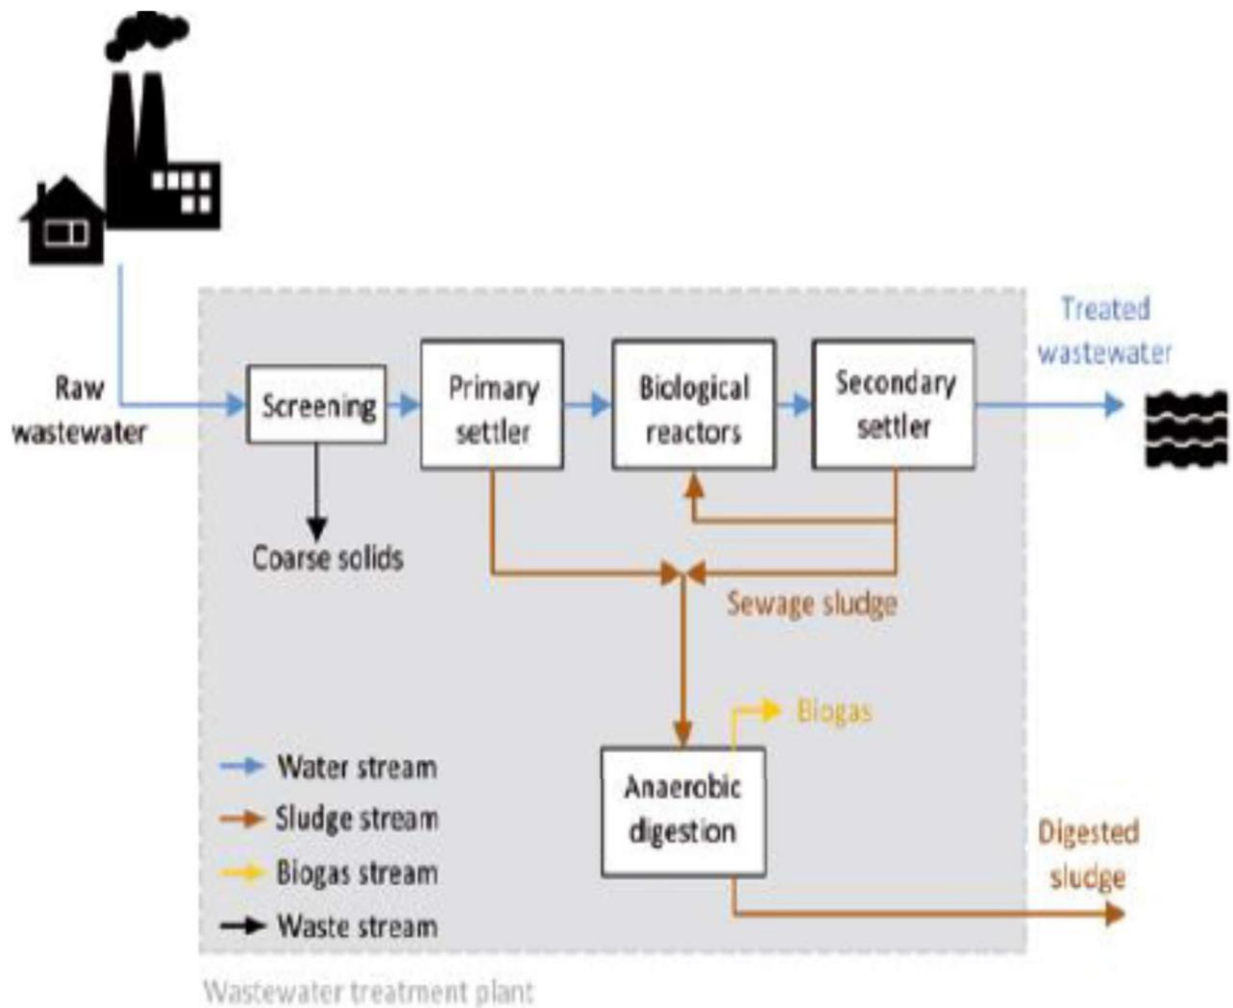 Raw
wastewater
Screening
Coarse solids
Primary
settler
Biological
reactors
Secondary
settler
Treated
wastewater
Sewage sludge
Biogas
Anaerobic
digestion
Digested
sludge
Water stream
Sludge stream
Biogas stream
Waste stream
Wastewater treatment plant